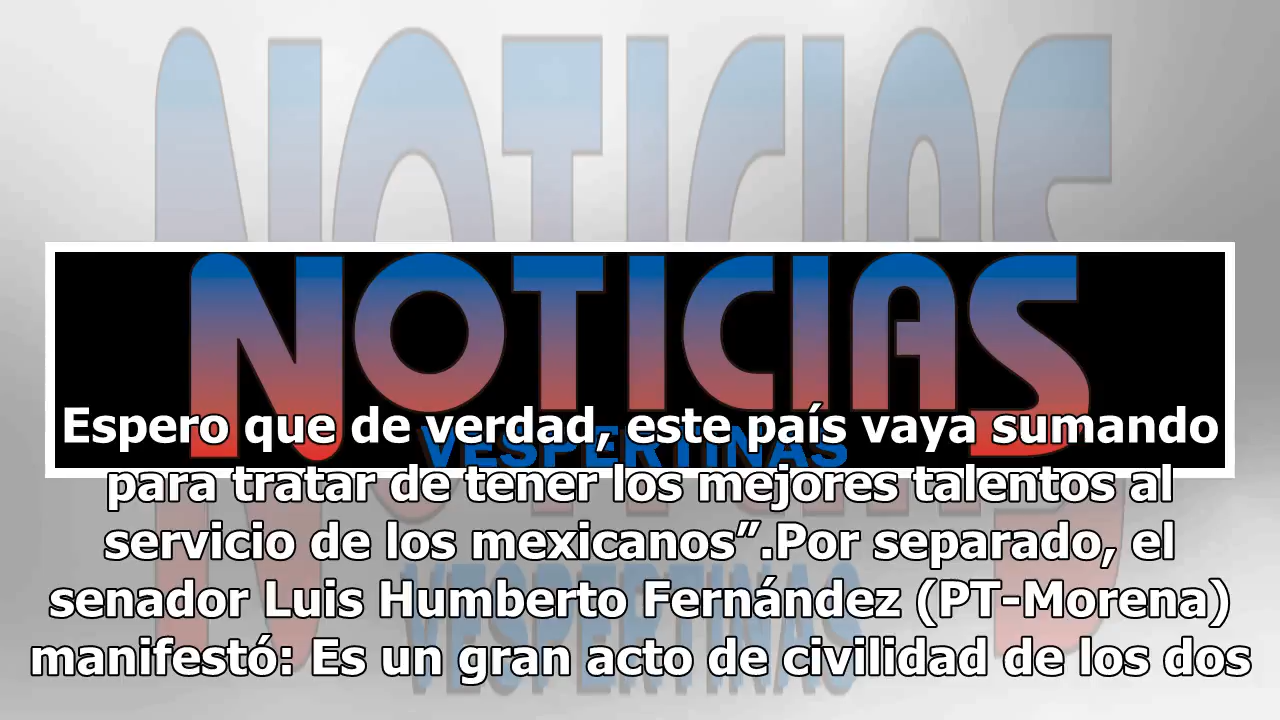 NOTICIAS
NOTICIAS
VESPERTINAS
Espero que de verdad, este país vaya sumando
para tratar de tener los mejores talentos al
servicio de los mexicanos”.Por separado, el
senador Luis Humberto Fernández (PT-Morena)
manifestó: Es un gran acto de civilidad de los dos
VESPERTINAS